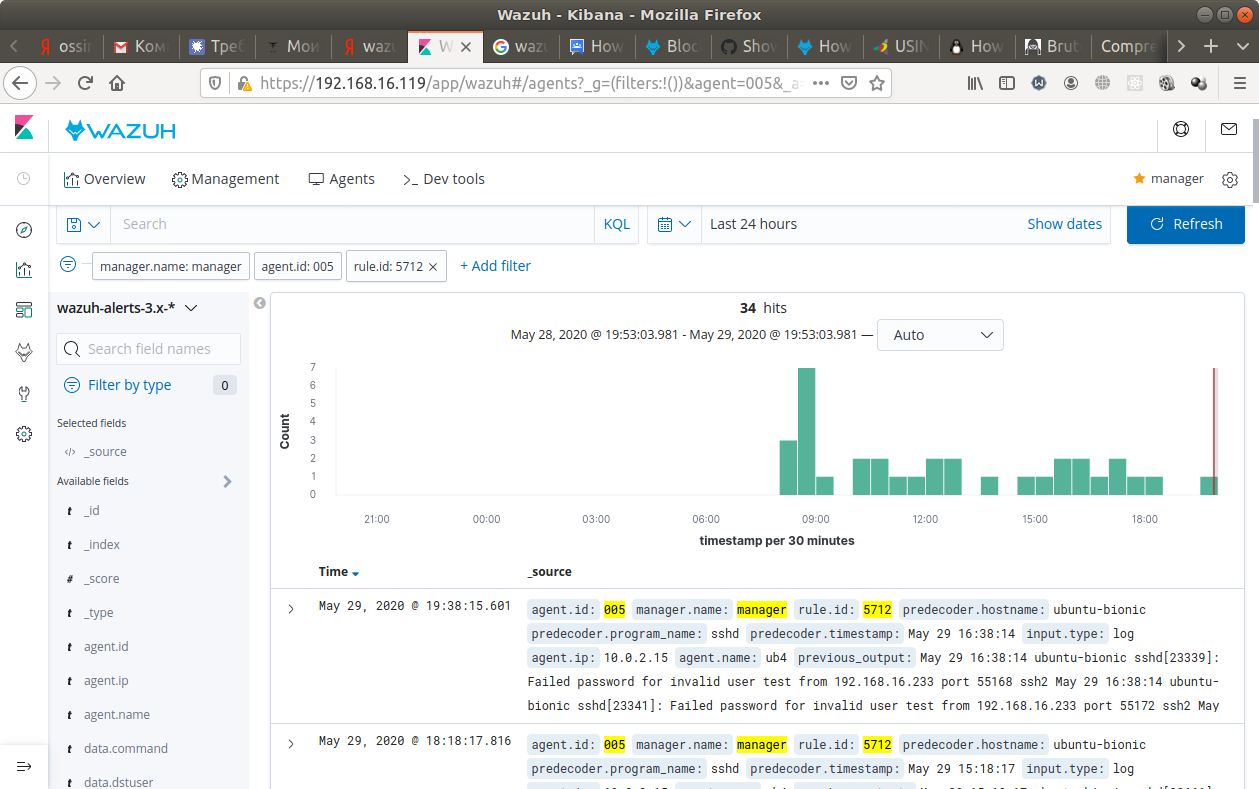 Wazuh - Kibana - Mozilla Firefox
ossin Ком Треб Мои wazu W wazu How Bloc Shov How USIN How Brut Compre
https://192.168.16.119/app/wazuh#/agents?_g=(filters:!())&agent=005&_a=
WAZUH
Overview Management Agents >_ Dev tools manager
Search KQL Last 24 hours Show dates Refresh
manager.name: manager agent.id: 005 rule.id: 5712 × + Add filter
wazuh-alerts-3.x-*
34 hits
May 28, 2020 @ 19:53:03.981 - May 29, 2020 @ 19:53:03.981 — Auto
Search field names
Filter by type 0
Selected fields
</> _source
Available fields
t _id
t _index
# _score
t _type
t agent.id
t agent.ip
t agent.name
t data.command
t data.dstuser
Count
7
6
5
4
3
2
1
0
21:00 00:00 03:00 06:00 09:00 12:00 15:00 18:00
timestamp per 30 minutes
Time _source
May 29, 2020 @ 19:38:15.601 agent.id: 005 manager.name: manager rule.id: 5712 predecoder.hostname: ubuntu-bionic
predecoder.program_name: sshd predecoder.timestamp: May 29 16:38:14 input.type: log
agent.ip: 10.0.2.15 agent.name: ub4 previous_output: May 29 16:38:14 ubuntu-bionic sshd[23339]:
Failed password for invalid user test from 192.168.16.233 port 55168 ssh2 May 29 16:38:14 ubuntu-
bionic sshd[23341]: Failed password for invalid user test from 192.168.16.233 port 55172 ssh2 May
May 29, 2020 @ 18:18:17.816 agent.id: 005 manager.name: manager rule.id: 5712 predecoder.hostname: ubuntu-bionic
predecoder.program_name: sshd predecoder.timestamp: May 29 15:18:17 input.type: log